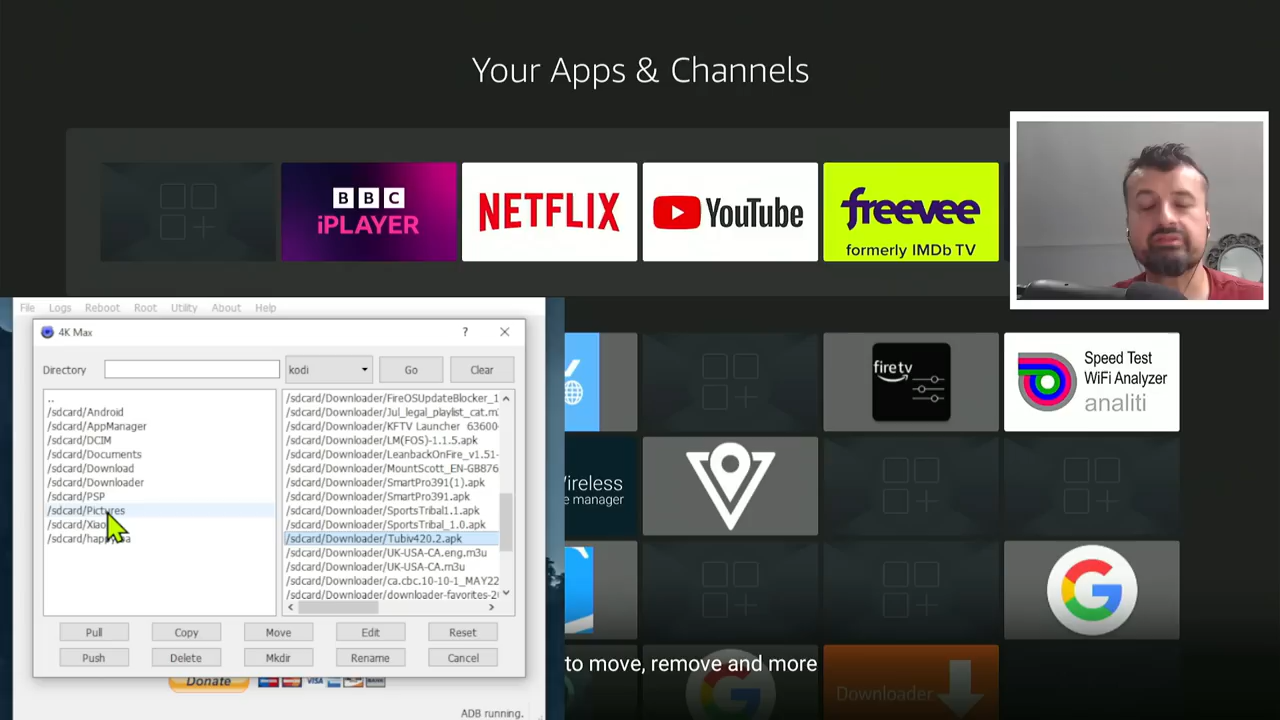 Your Apps & Channels
BBC
iPLAYER
NETFLIX
YouTube
freevee
formerly IMDb TV
File Logs Reboot Root Utility About Help
4K Max
?
Directory
kodi
Go
Clear
..
/sdcard/Android
/sdcard/AppManager
/sdcard/DCIM
/sdcard/Documents
/sdcard/Download
/sdcard/Downloader
/sdcard/PSP
/sdcard/Pictures
/sdcard/Downloader/FireOSUpdateBlocker_1
/sdcard/Downloader/Jul_legal_playlist_cat.m
/sdcard/Downloader/KFTV Launcher 63600
/sdcard/Downloader/LM(FOS)-1.1.5.apk
/sdcard/Downloader/LeanbackOnFire_v1.51-
/sdcard/Downloader/MountScott_EN-GB876
/sdcard/Downloader/SmartPro391(1).apk
/sdcard/Downloader/SmartPro391.apk
/sdcard/Downloader/SportsTribal1.1.apk
/sdcard/Downloader/SportsTribal_1.0.apk
/sdcard/Downloader/Tubiv420.2.apk
/sdcard/Downloader/UK-USA-CA.eng.m3u
/sdcard/Downloader/UK-USA-CA.m3u
/sdcard/Downloader/ca.cbc.10-10-1_MAY22
/sdcard/Downloader/downloader-favorites-2
Pull Copy Move Edit Reset
Push Delete Mkdir Rename Cancel
Donate
VISA
ADB running.
fire tv
Speed Test
WiFi Analyzer
analiti
manager
to move, remove and more
Downloader